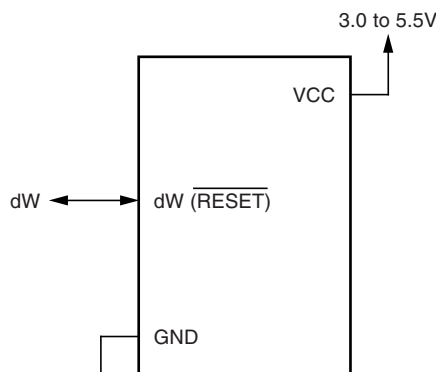 3.0 to 5.5V
VCC
dW
dW (RESET)
GND